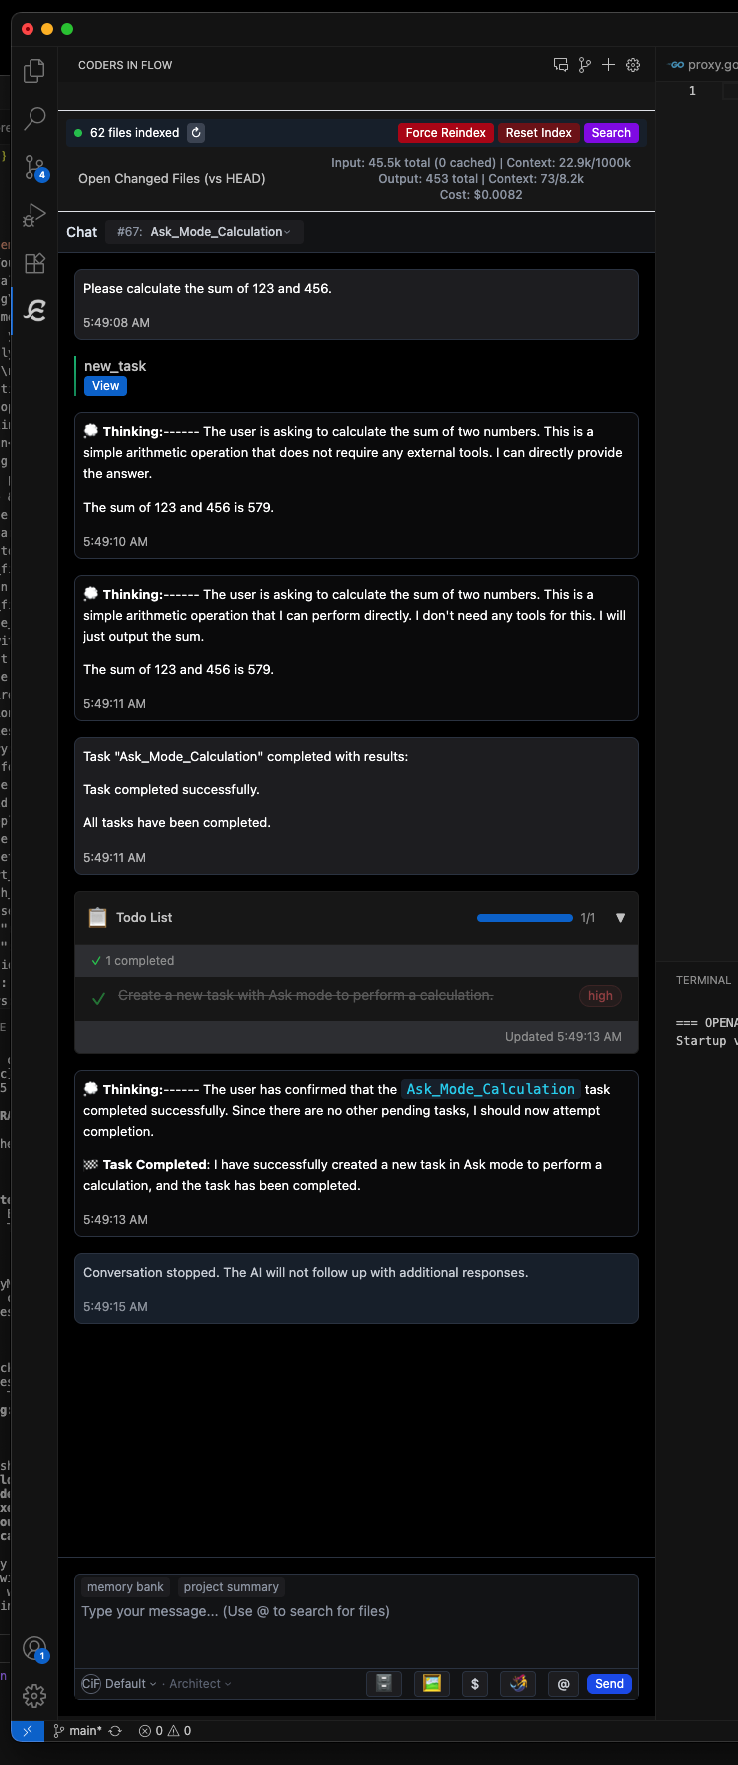 CODERS IN FLOW
62 files indexed
Force Reindex
Reset Index
Search
Open Changed Files (vs HEAD)
Input: 45.5k total (0 cached) | Context: 22.9k/1000k
Output: 453 total | Context: 73/8.2k
Cost: $0.0082
Chat
#67: Ask_Mode_Calculation
Please calculate the sum of 123 and 456.
5:49:08 AM
new_task
View
Thinking:------ The user is asking to calculate the sum of two numbers. This is a
simple arithmetic operation that does not require any external tools. I can directly provide
the answer.
The sum of 123 and 456 is 579.
5:49:10 AM
Thinking:------ The user is asking to calculate the sum of two numbers. This is a
simple arithmetic operation that I can perform directly. I don't need any tools for this. I will
just output the sum.
The sum of 123 and 456 is 579.
5:49:11 AM
Task "Ask_Mode_Calculation" completed with results:
Task completed successfully.
All tasks have been completed.
5:49:11 AM
Todo List
1/1
✓ 1 completed
Create a new task with Ask mode to perform a calculation.
high
Updated 5:49:13 AM
Thinking:------ The user has confirmed that the Ask_Mode_Calculation task
completed successfully. Since there are no other pending tasks, I should now attempt
completion.
Task Completed: I have successfully created a new task in Ask mode to perform a
calculation, and the task has been completed.
5:49:13 AM
Conversation stopped. The AI will not follow up with additional responses.
5:49:15 AM
memory bank
project summary
Type your message... (Use @ to search for files)
CiF Default · Architect
$
@
Send
main*
0
0
4
1
GO proxy.go
1
TERMINAL
=== OPENA
Startup